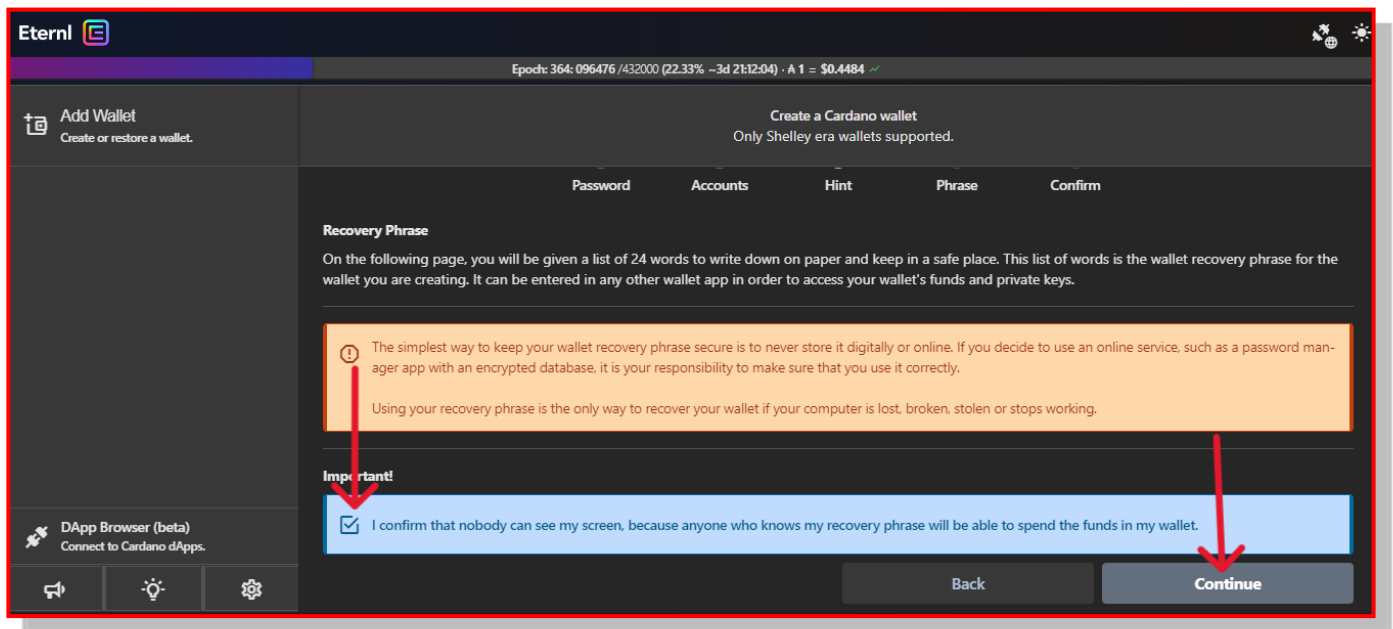 Eternl
Epoch: 364: 096476 /432000 (22.33% ~3d 21:12:04) · ₳ 1 = $0.4484
Add Wallet
Create or restore a wallet.
Create a Cardano wallet
Only Shelley era wallets supported.
Password Accounts Hint Phrase Confirm
Recovery Phrase
On the following page, you will be given a list of 24 words to write down on paper and keep in a safe place. This list of words is the wallet recovery phrase for the
wallet you are creating. It can be entered in any other wallet app in order to access your wallet's funds and private keys.
The simplest way to keep your wallet recovery phrase secure is to never store it digitally or online. If you decide to use an online service, such as a password man-
ager app with an encrypted database, it is your responsibility to make sure that you use it correctly.
Using your recovery phrase is the only way to recover your wallet if your computer is lost, broken, stolen or stops working.
Important!
I confirm that nobody can see my screen, because anyone who knows my recovery phrase will be able to spend the funds in my wallet.
DApp Browser (beta)
Connect to Cardano dApps.
Back
Continue